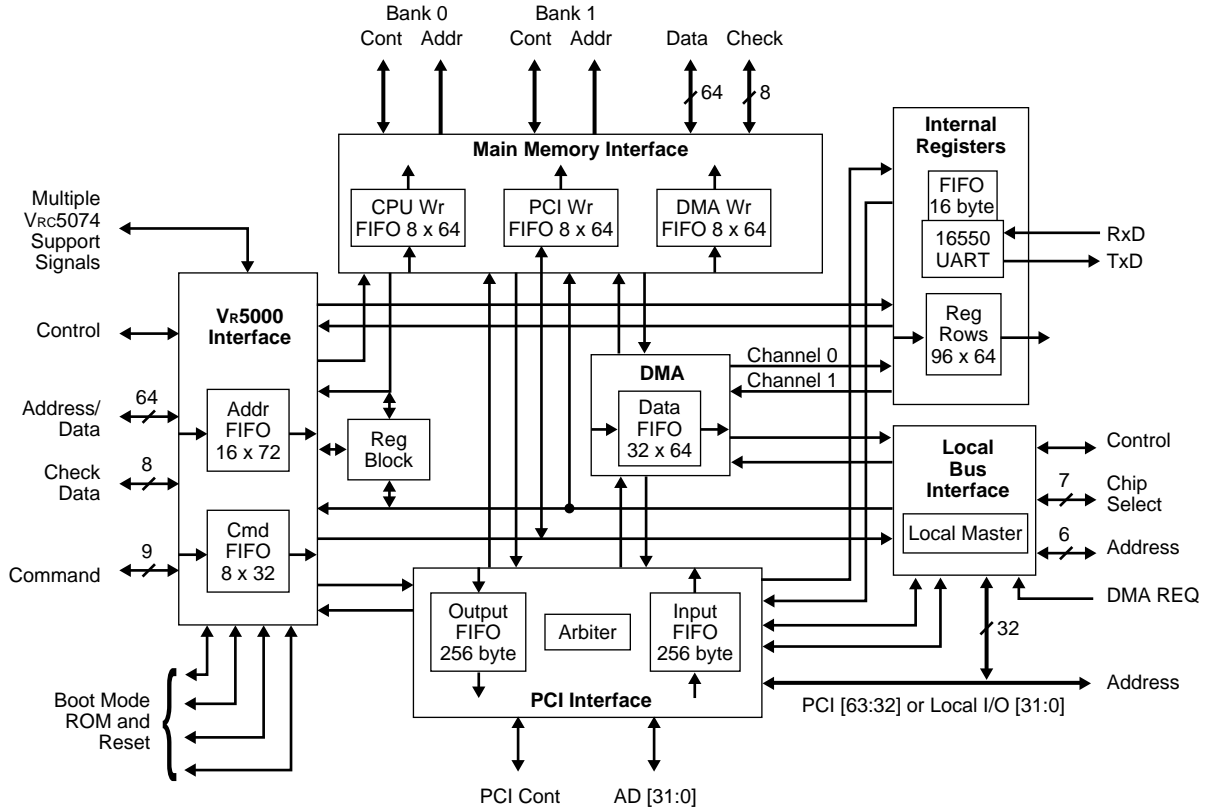 Bank 0
Bank 1
Cont
Addr
Cont
Addr
Data
Check
64
8
Main Memory Interface
CPU Wr
FIFO 8 x 64
PCI Wr
FIFO 8 x 64
DMA Wr
FIFO 8 x 64
Internal
Registers
FIFO
16 byte
16550
UART
RxD
TxD
Reg
Rows
96 x 64
Multiple
VRC5074
Support
Signals
VR5000
Interface
Control
64
Address/
Data
Addr
FIFO
16 x 72
8
Check
Data
Cmd
FIFO
8 x 32
9
Command
Reg
Block
DMA
Data
FIFO
32 x 64
Channel 0
Channel 1
Local
Bus
Interface
Local Master
Control
7
Chip
Select
6
Address
DMA REQ
32
Output
FIFO
256 byte
Arbiter
Input
FIFO
256 byte
PCI Interface
Address
PCI [63:32] or Local I/O [31:0]
Boot Mode
ROM and
Reset
PCI Cont
AD [31:0]